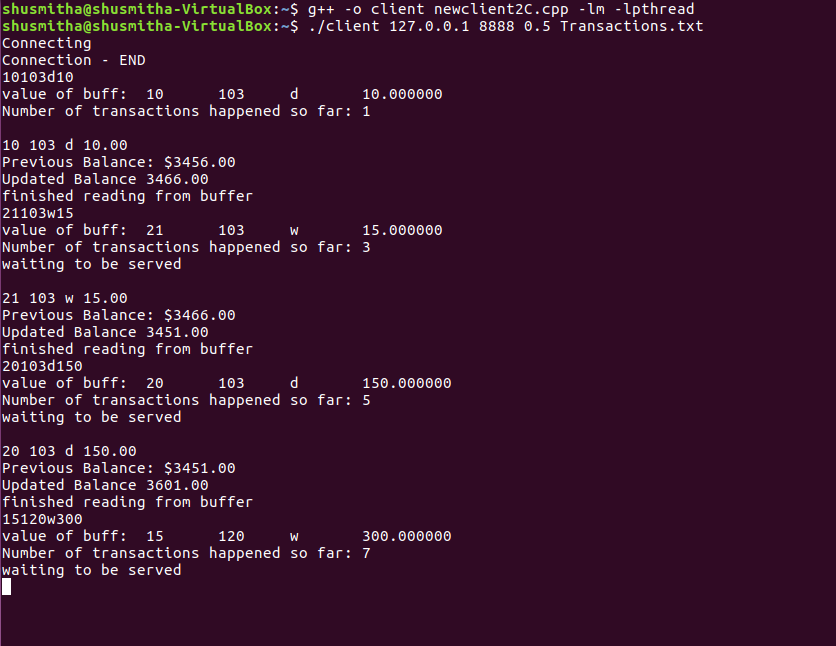 shusmitha@shusmitha-VirtualBox:~$ g++ -o client newclient2C.cpp -lm -lpthread
shusmitha@shusmitha-VirtualBox:~$ ./client 127.0.0.1 8888 0.5 Transactions.txt
Connecting
Connection - END
10103d10
value of buff:  10      103     d       10.000000
Number of transactions happened so far: 1

10 103 d 10.00
Previous Balance: $3456.00
Updated Balance 3466.00
finished reading from buffer
21103w15
value of buff:  21      103     w       15.000000
Number of transactions happened so far: 3
waiting to be served

21 103 w 15.00
Previous Balance: $3466.00
Updated Balance 3451.00
finished reading from buffer
20103d150
value of buff:  20      103     d       150.000000
Number of transactions happened so far: 5
waiting to be served

20 103 d 150.00
Previous Balance: $3451.00
Updated Balance 3601.00
finished reading from buffer
15120w300
value of buff:  15      120     w       300.000000
Number of transactions happened so far: 7
waiting to be served